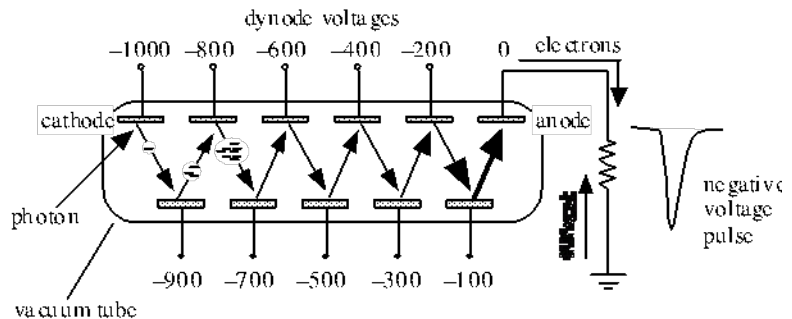 dynode voltages
−1000 −800 −600 −400 −200 0 electrons
cathode anode
photon
negative
voltage
pulse
−900 −700 −500 −300 −100
vacuum tube